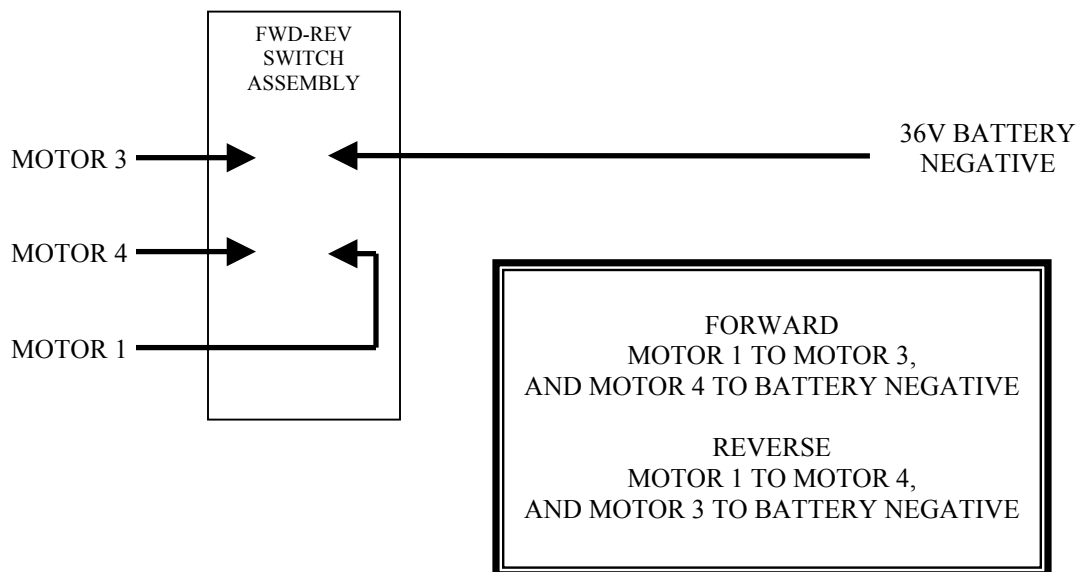 FWD-REV
SWITCH
ASSEMBLY
MOTOR 3
36V BATTERY
NEGATIVE
MOTOR 4
MOTOR 1
FORWARD
MOTOR 1 TO MOTOR 3,
AND MOTOR 4 TO BATTERY NEGATIVE
REVERSE
MOTOR 1 TO MOTOR 4,
AND MOTOR 3 TO BATTERY NEGATIVE